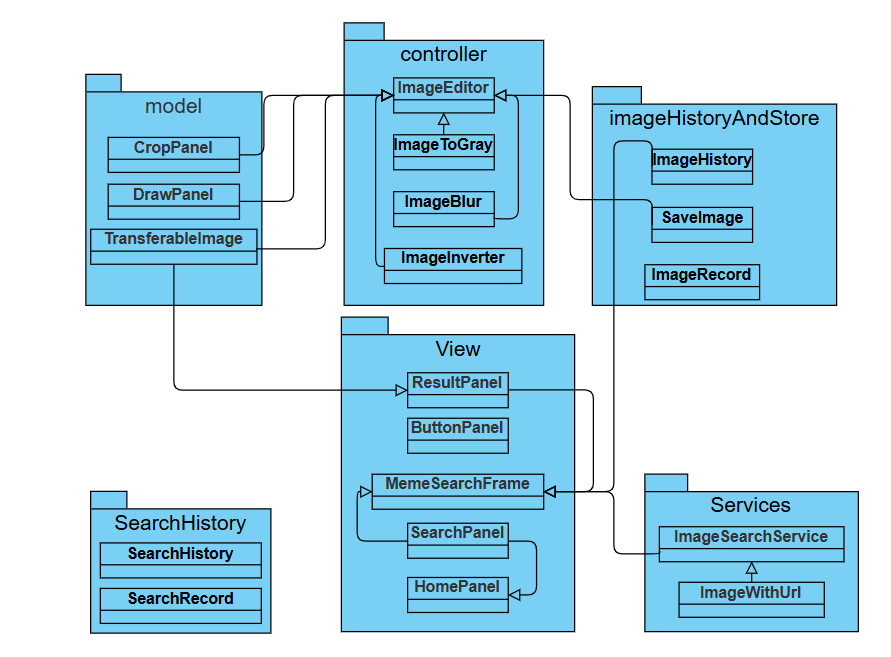 controller
ImageEditor
ImageToGray
ImageBlur
ImageInverter
model
CropPanel
DrawPanel
TransferableImage
imageHistoryAndStore
ImageHistory
SaveImage
ImageRecord
View
ResultPanel
ButtonPanel
MemeSearchFrame
SearchPanel
HomePanel
SearchHistory
SearchHistory
SearchRecord
Services
ImageSearchService
ImageWithUrl